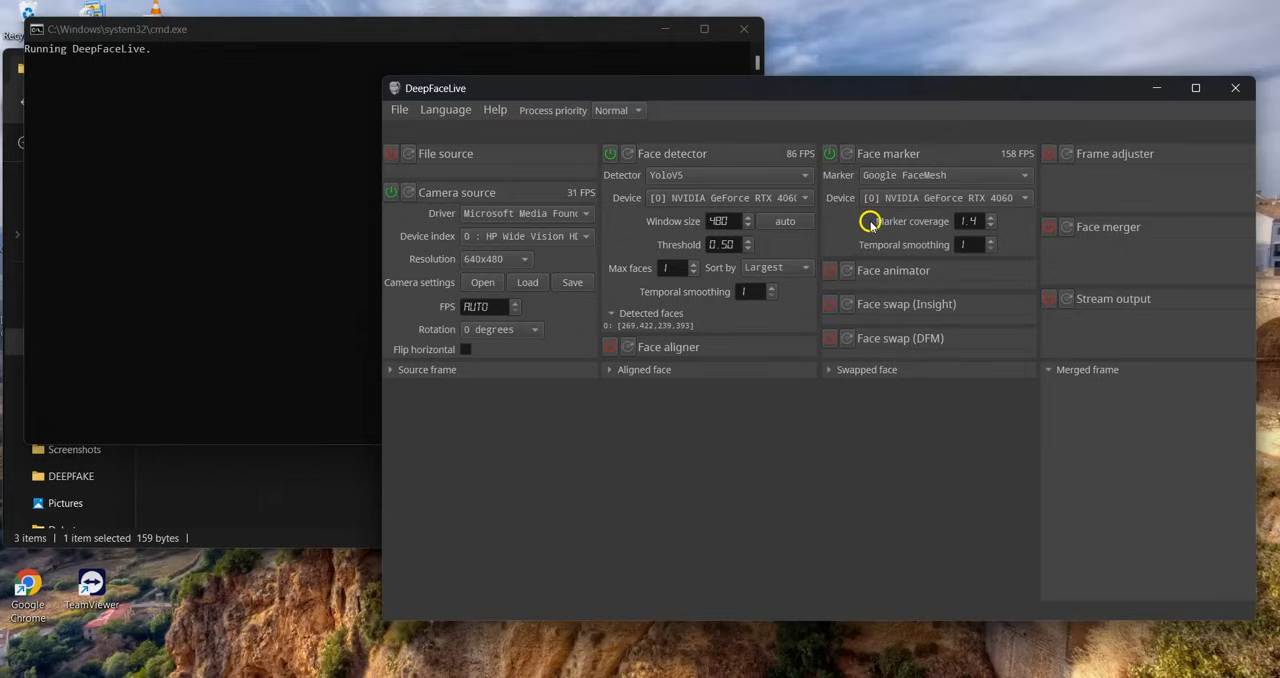 Recy
C:\Windows\system32\cmd.exe
Running DeepFaceLive.
DeepFaceLive
File Language Help Process priority Normal
File source
Camera source 31 FPS
Driver Microsoft Media Foun
Device index 0 : HP Wide Vision H
Resolution 640x480
Camera settings Open Load Save
FPS AUTO
Rotation 0 degrees
Flip horizontal
Source frame
Face detector 86 FPS
Detector YoloV5
Device [0] NVIDIA GeForce RTX 406
Window size 480 auto
Threshold 0.50
Max faces 1 Sort by Largest
Temporal smoothing 1
Detected faces
0: [269,422,239,393]
Face aligner
Aligned face
Face marker 158 FPS
Marker Google FaceMesh
Device [0] NVIDIA GeForce RTX 4060
Marker coverage 1.4
Temporal smoothing 1
Face animator
Face swap (Insight)
Face swap (DFM)
Swapped face
Frame adjuster
Face merger
Stream output
Merged frame
Screenshots
DEEPFAKE
Pictures
3 items 1 item selected 159 bytes
Google
Chrome
TeamViewer